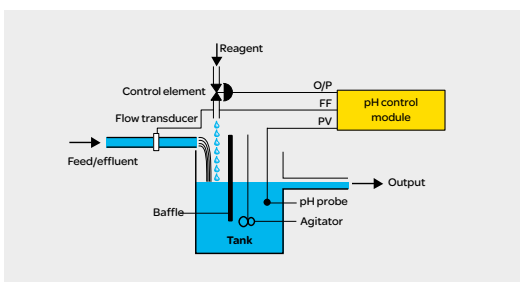 Reagent
Control element
O/P
FF
PV
pH control
module
Flow transducer
Feed/effluent
Output
pH probe
Baffle
Agitator
Tank